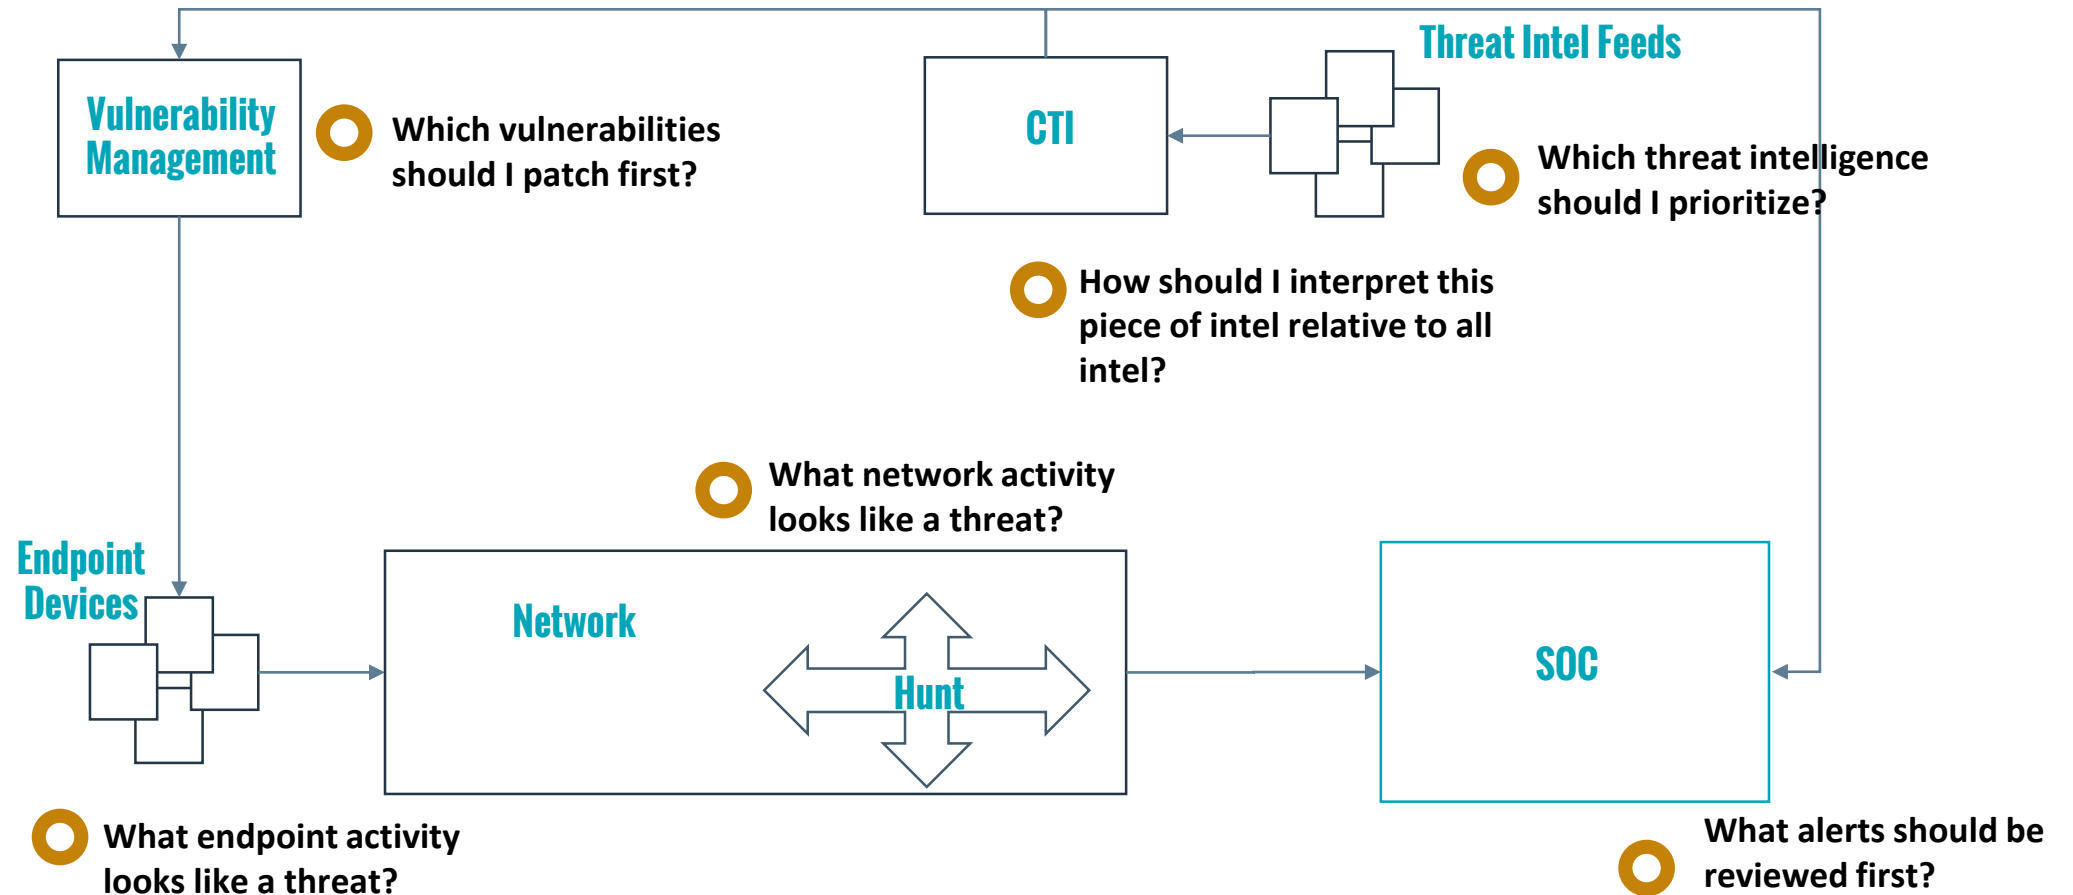 Threat Intel Feeds
Vulnerability
Management
Which vulnerabilities
should I patch first?
CTI
Which threat intelligence
should I prioritize?
How should I interpret this
piece of intel relative to all
intel?
What network activity
looks like a threat?
Endpoint
Devices
Network
Hunt
SOC
What endpoint activity
looks like a threat?
What alerts should be
reviewed first?